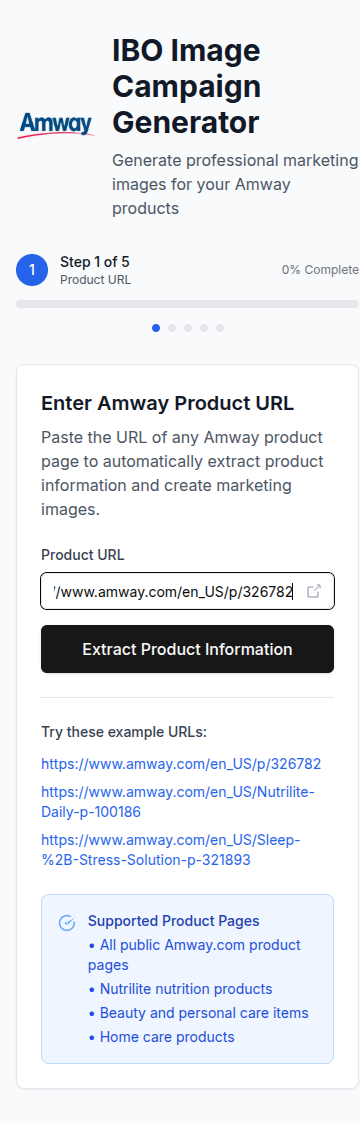 IBO Image
Campaign
Generator
Amway
Generate professional marketing
images for your Amway
products
1
Step 1 of 5
Product URL
0% Complete
Enter Amway Product URL
Paste the URL of any Amway product
page to automatically extract product
information and create marketing
images.
Product URL
'/www.amway.com/en_US/p/326782
Extract Product Information
Try these example URLs:
https://www.amway.com/en_US/p/326782
https://www.amway.com/en_US/Nutrilite-
Daily-p-100186
https://www.amway.com/en_US/Sleep-
%2B-Stress-Solution-p-321893
Supported Product Pages
• All public Amway.com product
pages
• Nutrilite nutrition products
• Beauty and personal care items
• Home care products